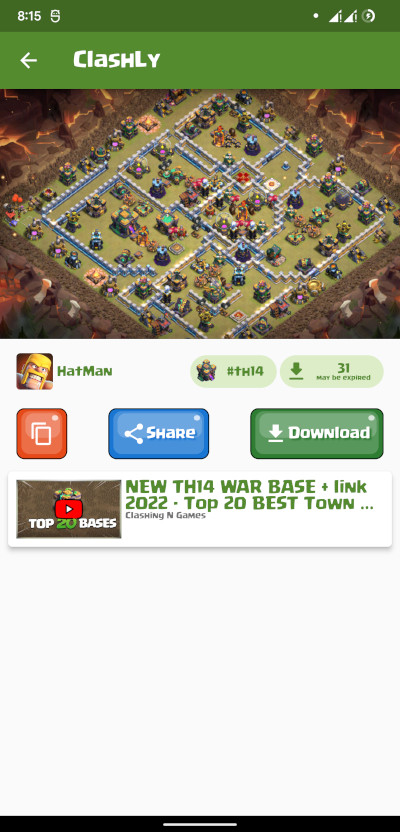 8:15
ClashLy
HatMan
#th14
31
May be expired
Share
Download
NEW TH14 WAR BASE + link
2022 - Top 20 BEST Town ...
Clashing N Games
TOP 20 BASES